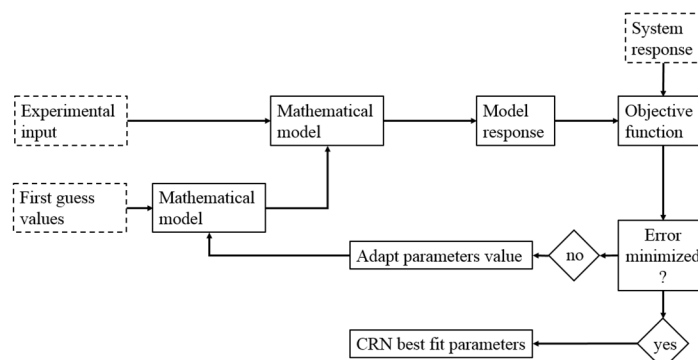 System
response
Experimental
input
Mathematical
model
Model
response
Objective
function
First guess
values
Mathematical
model
Adapt parameters value
no
Error
minimized
?
CRN best fit parameters
yes